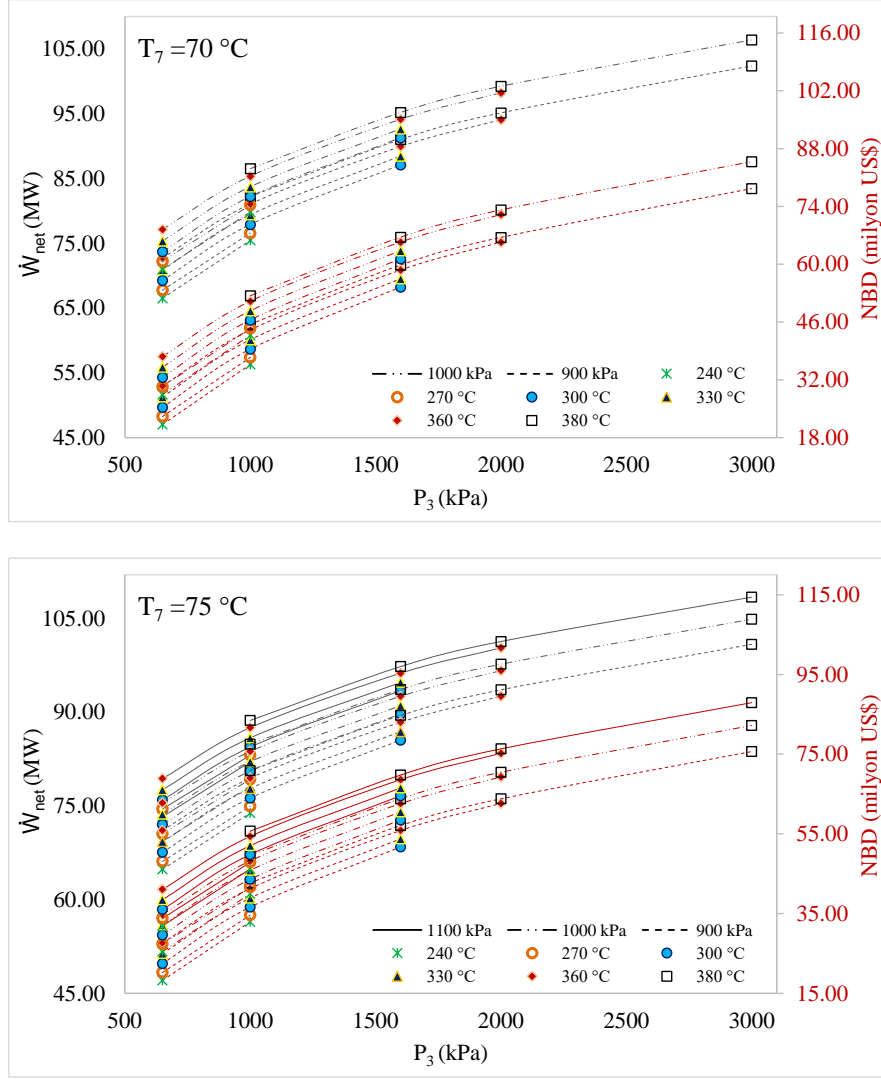 T7 =70 °C
Ẇnet (MW)
105.00
95.00
85.00
75.00
65.00
55.00
45.00
116.00
102.00
88.00
74.00
60.00
46.00
32.00
18.00
NBD (milyon US$)
1000 kPa 900 kPa 240 °C
270 °C 300 °C 330 °C
360 °C 380 °C
500 1000 1500 2000 2500 3000
P3 (kPa)
T7 =75 °C
Ẇnet (MW)
105.00
90.00
75.00
60.00
45.00
115.00
95.00
75.00
55.00
35.00
15.00
NBD (milyon US$)
1100 kPa 1000 kPa 900 kPa
240 °C 270 °C 300 °C
330 °C 360 °C 380 °C
500 1000 1500 2000 2500 3000
P3 (kPa)